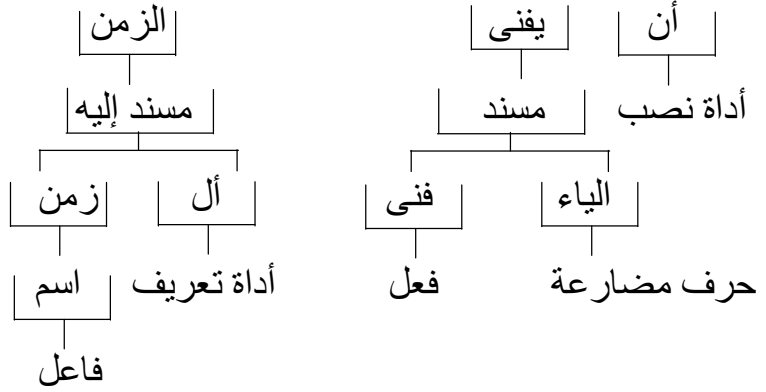 أن يفنى الزمن
أداة نصب مسند مسند إليه
الياء فنى أل زمن
حرف مضارعة فعل أداة تعريف اسم
فاعل